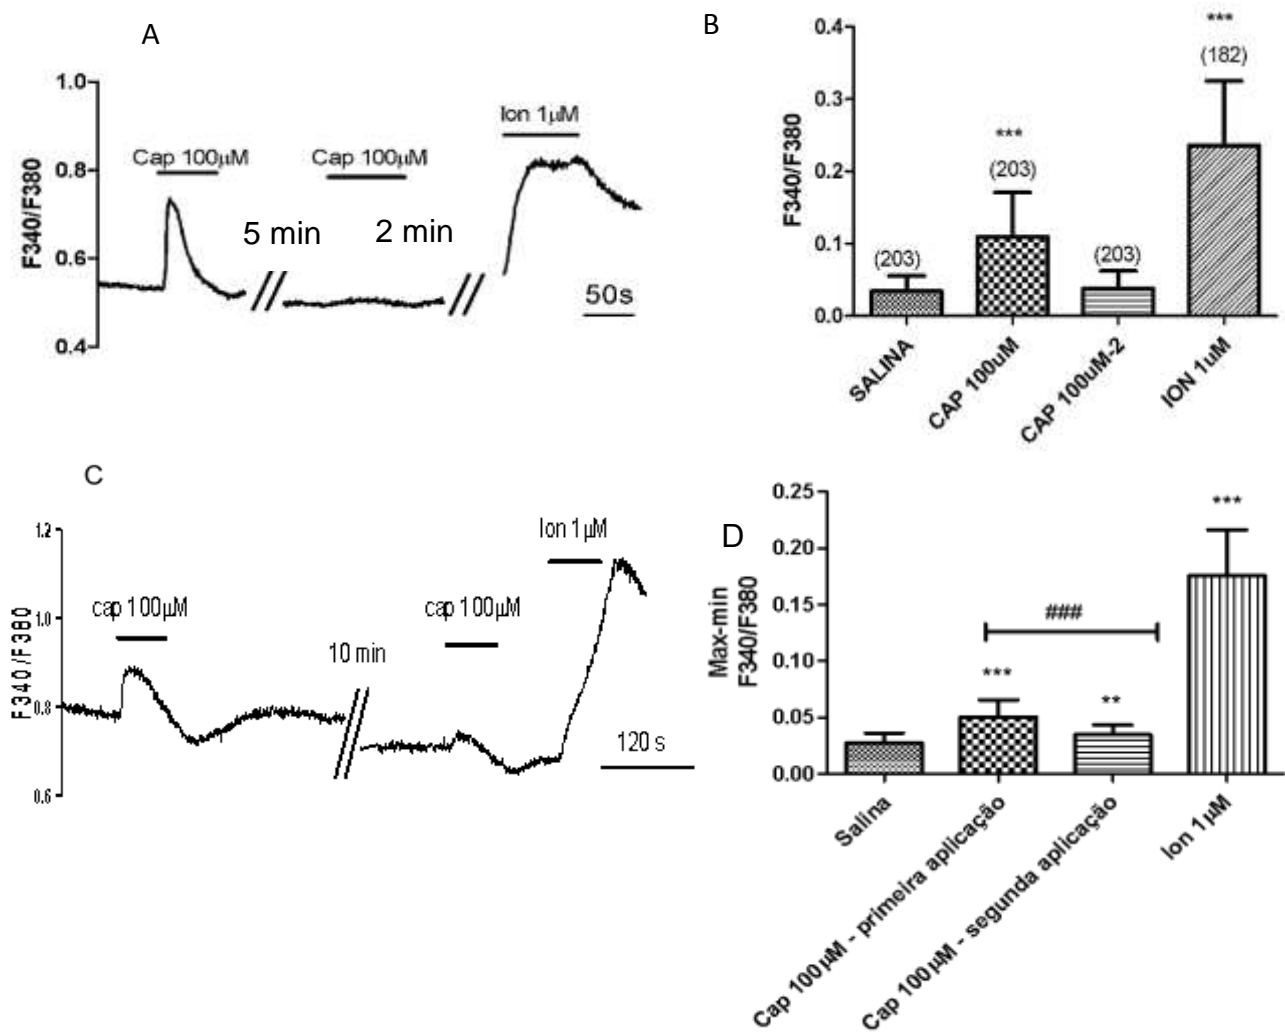 A
1.0
0.8
0.6
0.4
F340/F380
Cap 100µM
Cap 100µM
Ion 1µM
5 min
2 min
50s
B
0.4
0.3
0.2
0.1
0.0
F340/F380
(203)
***
(203)
(203)
***
(182)
SALINA
CAP 100uM
CAP 100uM-2
ION 1uM
C
1.2
1.0
0.8
0.6
F340/F380
cap 100µM
10 min
cap 100µM
Ion 1µM
120 s
D
0.25
0.20
0.15
0.10
0.05
0.00
Max-min
F340/F380
***
###
**
***
Salina
Cap 100µM - primeira aplicação
Cap 100µM - segunda aplicação
Ion 1µM